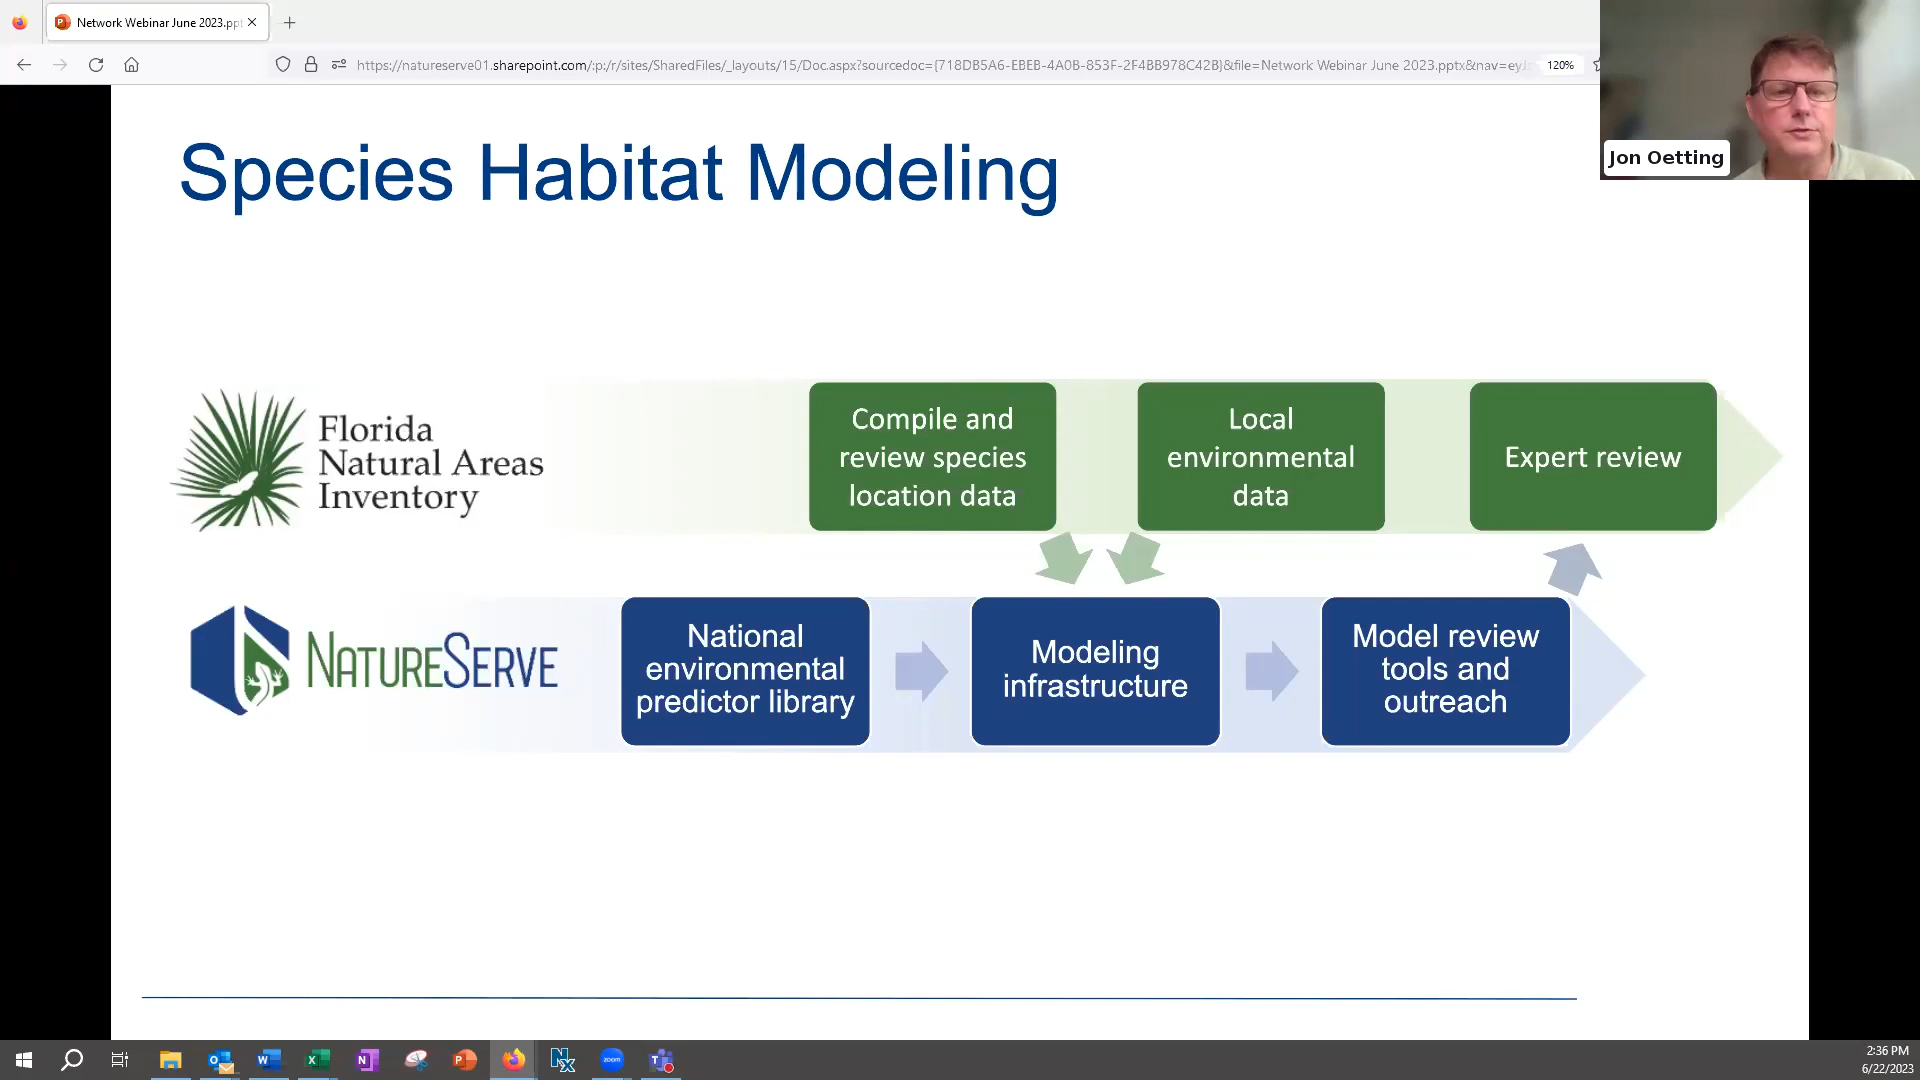 Network Webinar June 2023.pp
https://natureserve01.sharepoint.com/:p:/r/sites/SharedFiles/_layouts/15/Doc.aspx?sourcedoc={718DB5A6-EBEB-4A0B-853F-2F4BB978C42B}&file=Network Webinar June 2023.pptx&nav=eyJ
120%
Jon Oetting
Species Habitat Modeling
Florida
Natural Areas
Inventory
Compile and
review species
location data
Local
environmental
data
Expert review
NATURESERVE
National
environmental
predictor library
Modeling
infrastructure
Model review
tools and
outreach
zoom
2:36 PM
6/22/2023